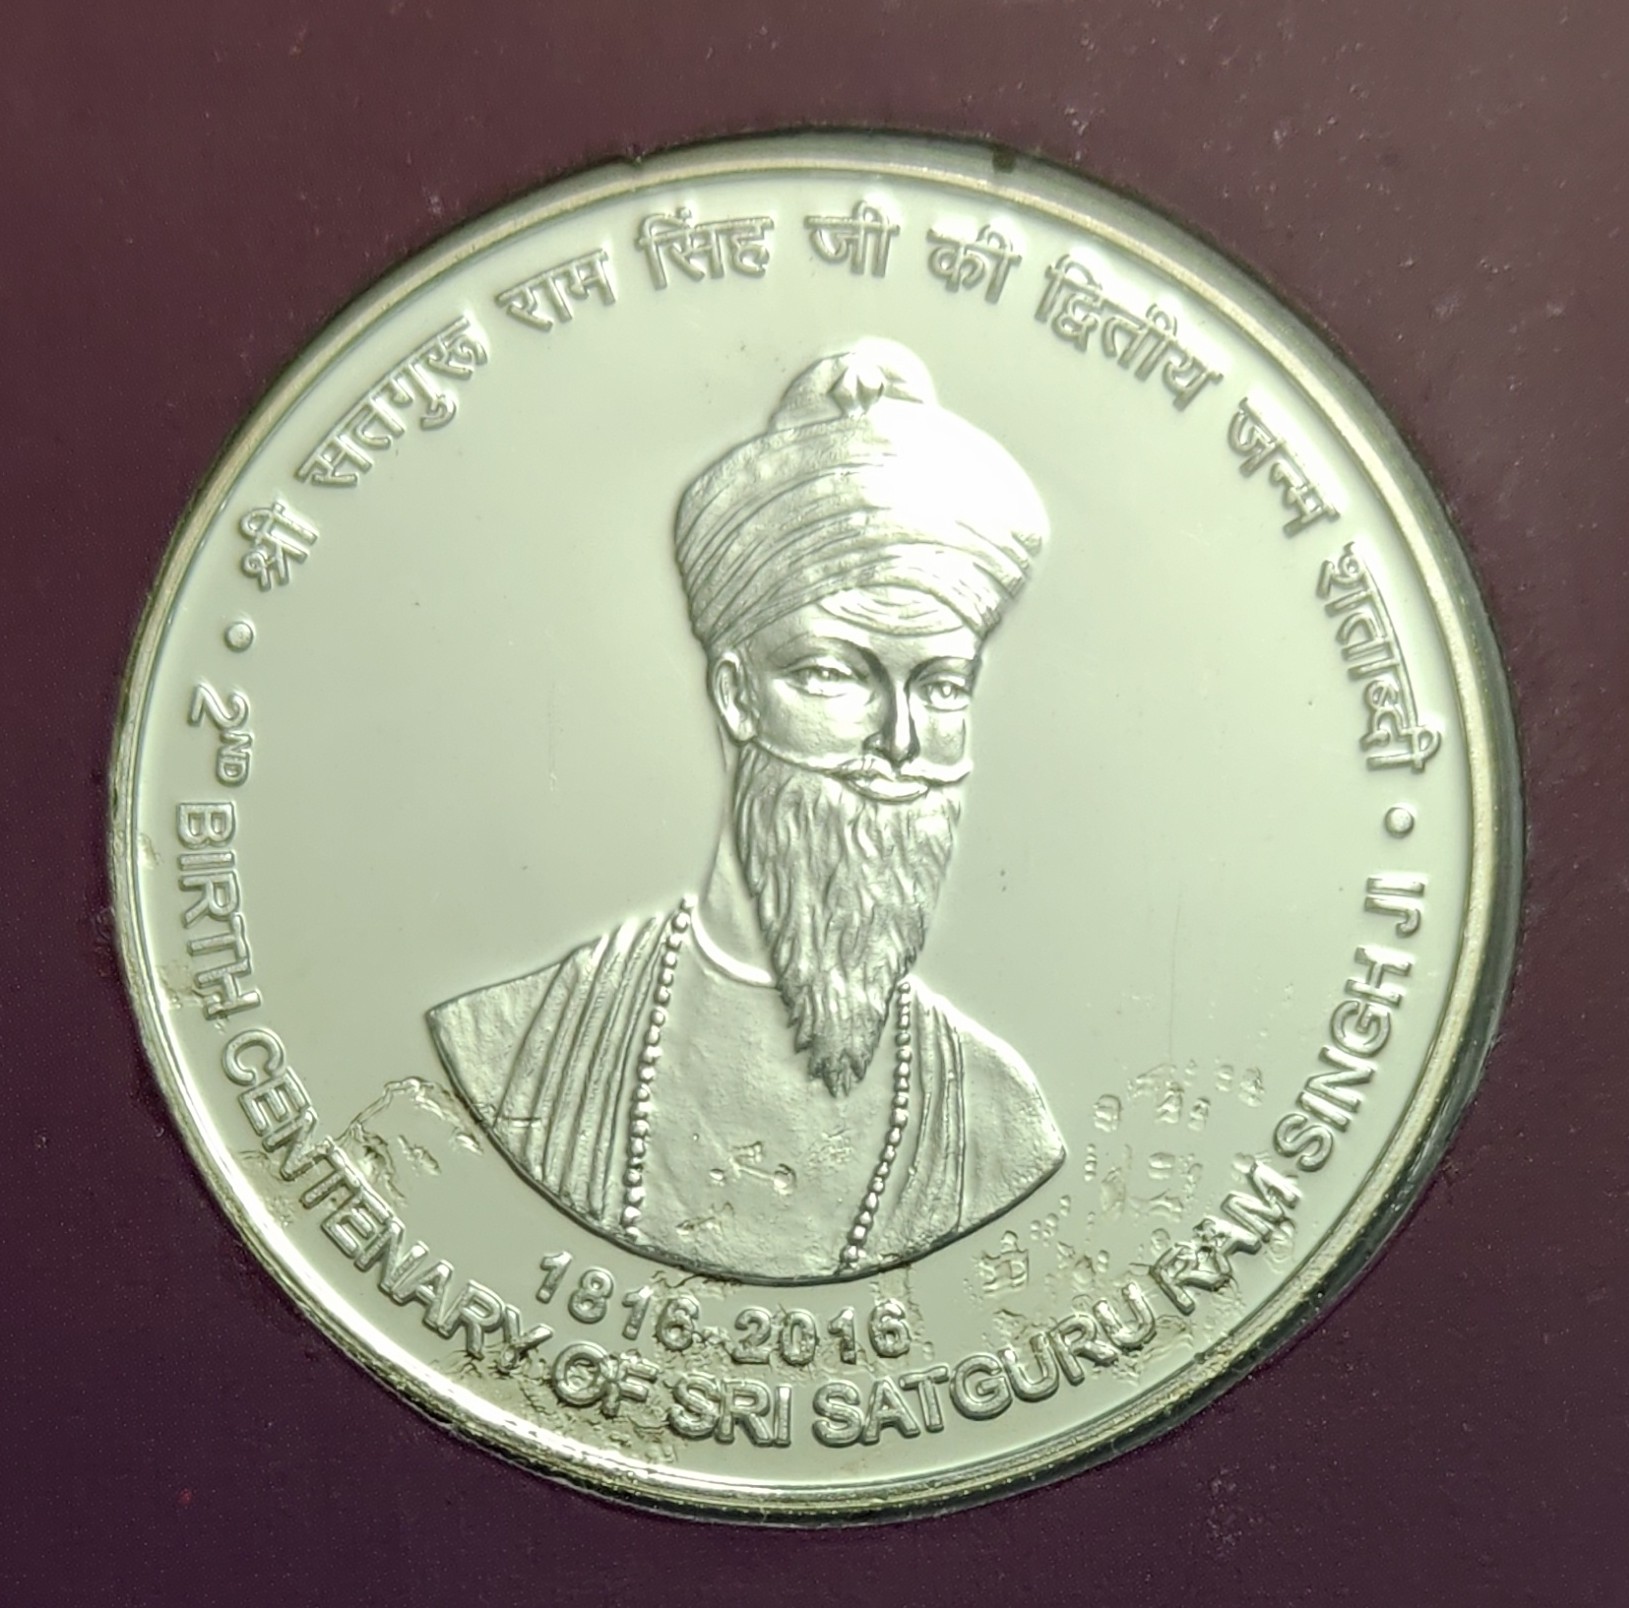 श्री सतगुरू राम सिंह जी की द्वितीय जन्म शताब्दी
2ND BIRTH CENTENARY OF SRI SATGURU RAM SINGH JI
1816-2016